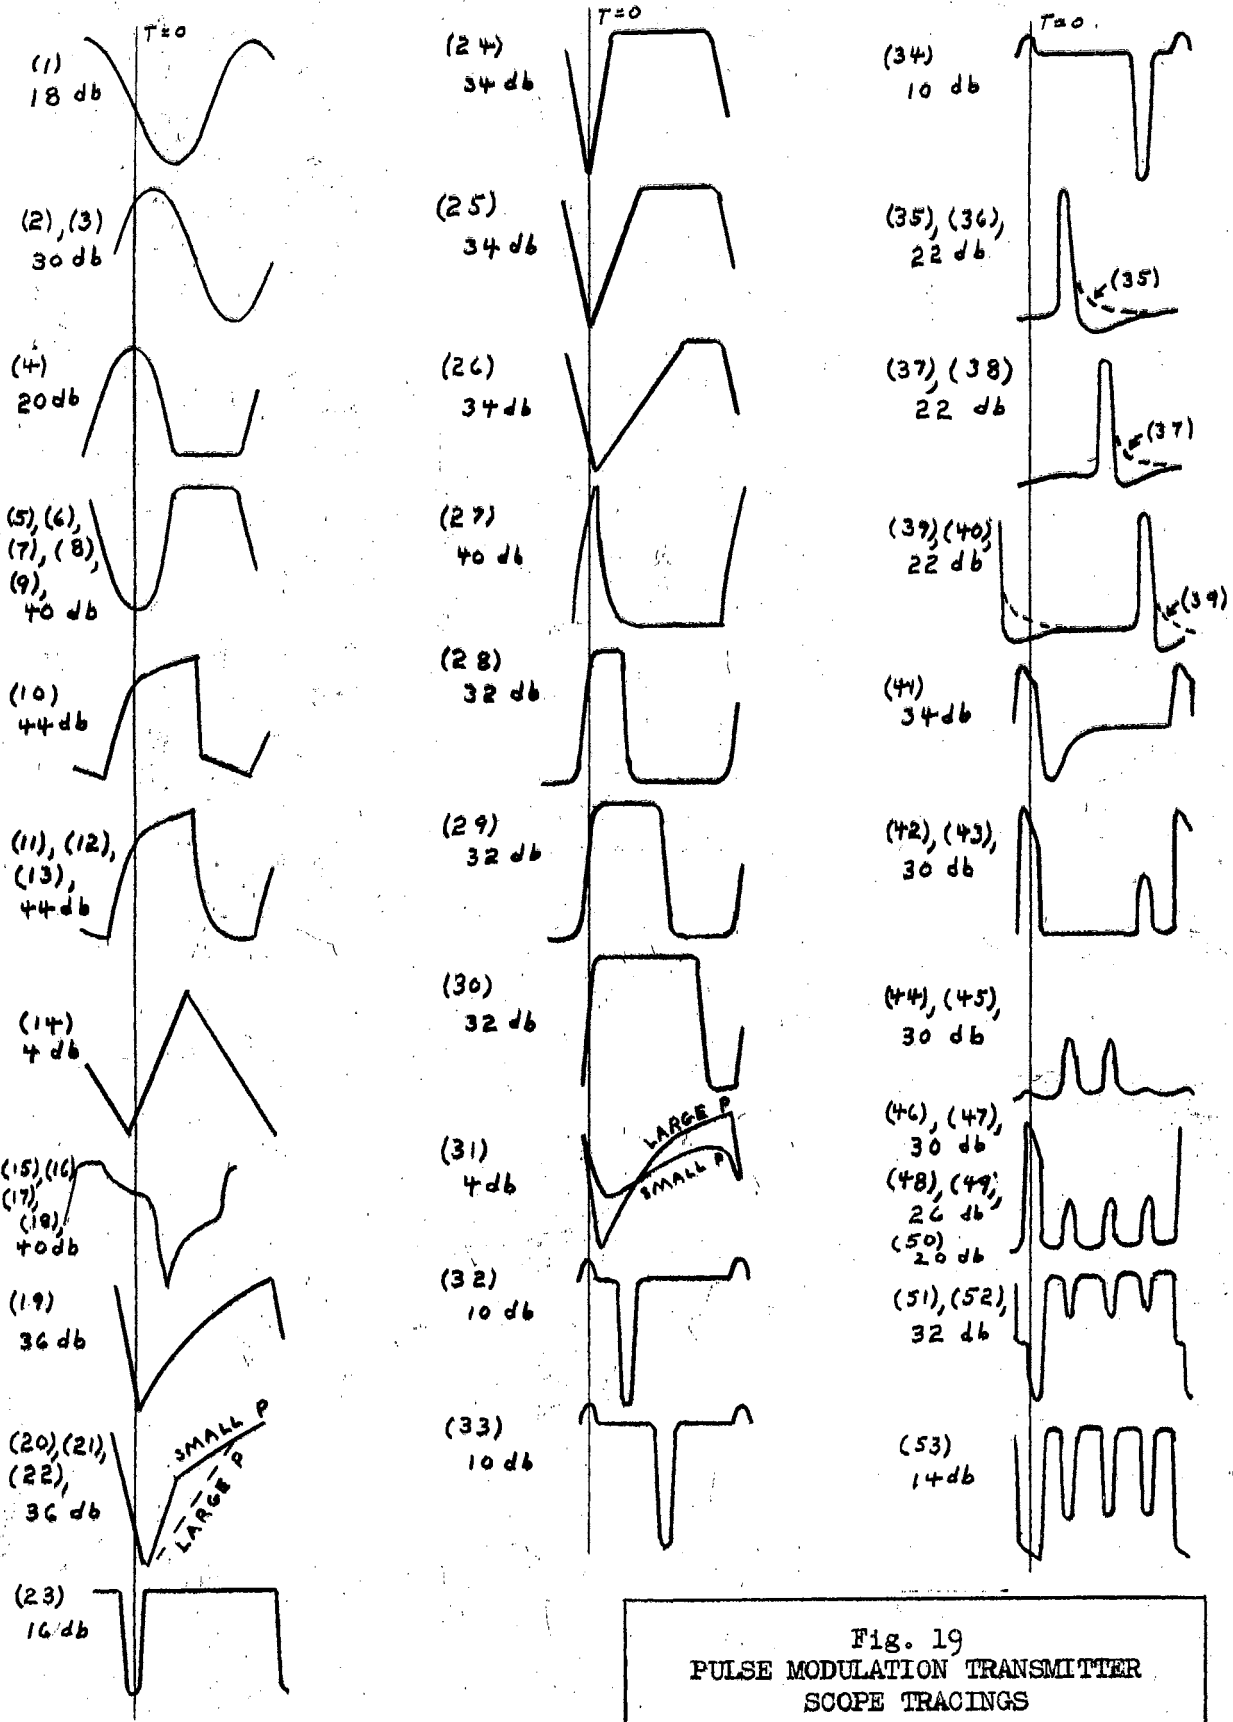 T=0
(1)
18 db
(2), (3)
30 db
(4)
20 db
(5), (6),
(7), (8),
(9),
40 db
(10)
44 db
(11), (12),
(13),
44 db
(14)
4 db
(15), (16)
(17),
(18),
40 db
(19)
36 db
(20), (21),
(22),
36 db
SMALL P
LARGE P
(23)
16 db
T=0
(24)
34 db
(25)
34 db
(26)
34 db
(27)
40 db
(28)
32 db
(29)
32 db
(30)
32 db
(31)
4 db
LARGE P
SMALL P
(32)
10 db
(33)
10 db
T=0
(34)
10 db
(35), (36),
22 db
(35)
(37), (38)
22 db
(37)
(39), (40),
22 db
(39)
(41)
34 db
(42), (43),
30 db
(44), (45),
30 db
(46), (47),
30 db
(48), (49),
26 db
(50)
20 db
(51), (52),
32 db
(53)
14 db
Fig. 19
PULSE MODULATION TRANSMITTER
SCOPE TRACINGS